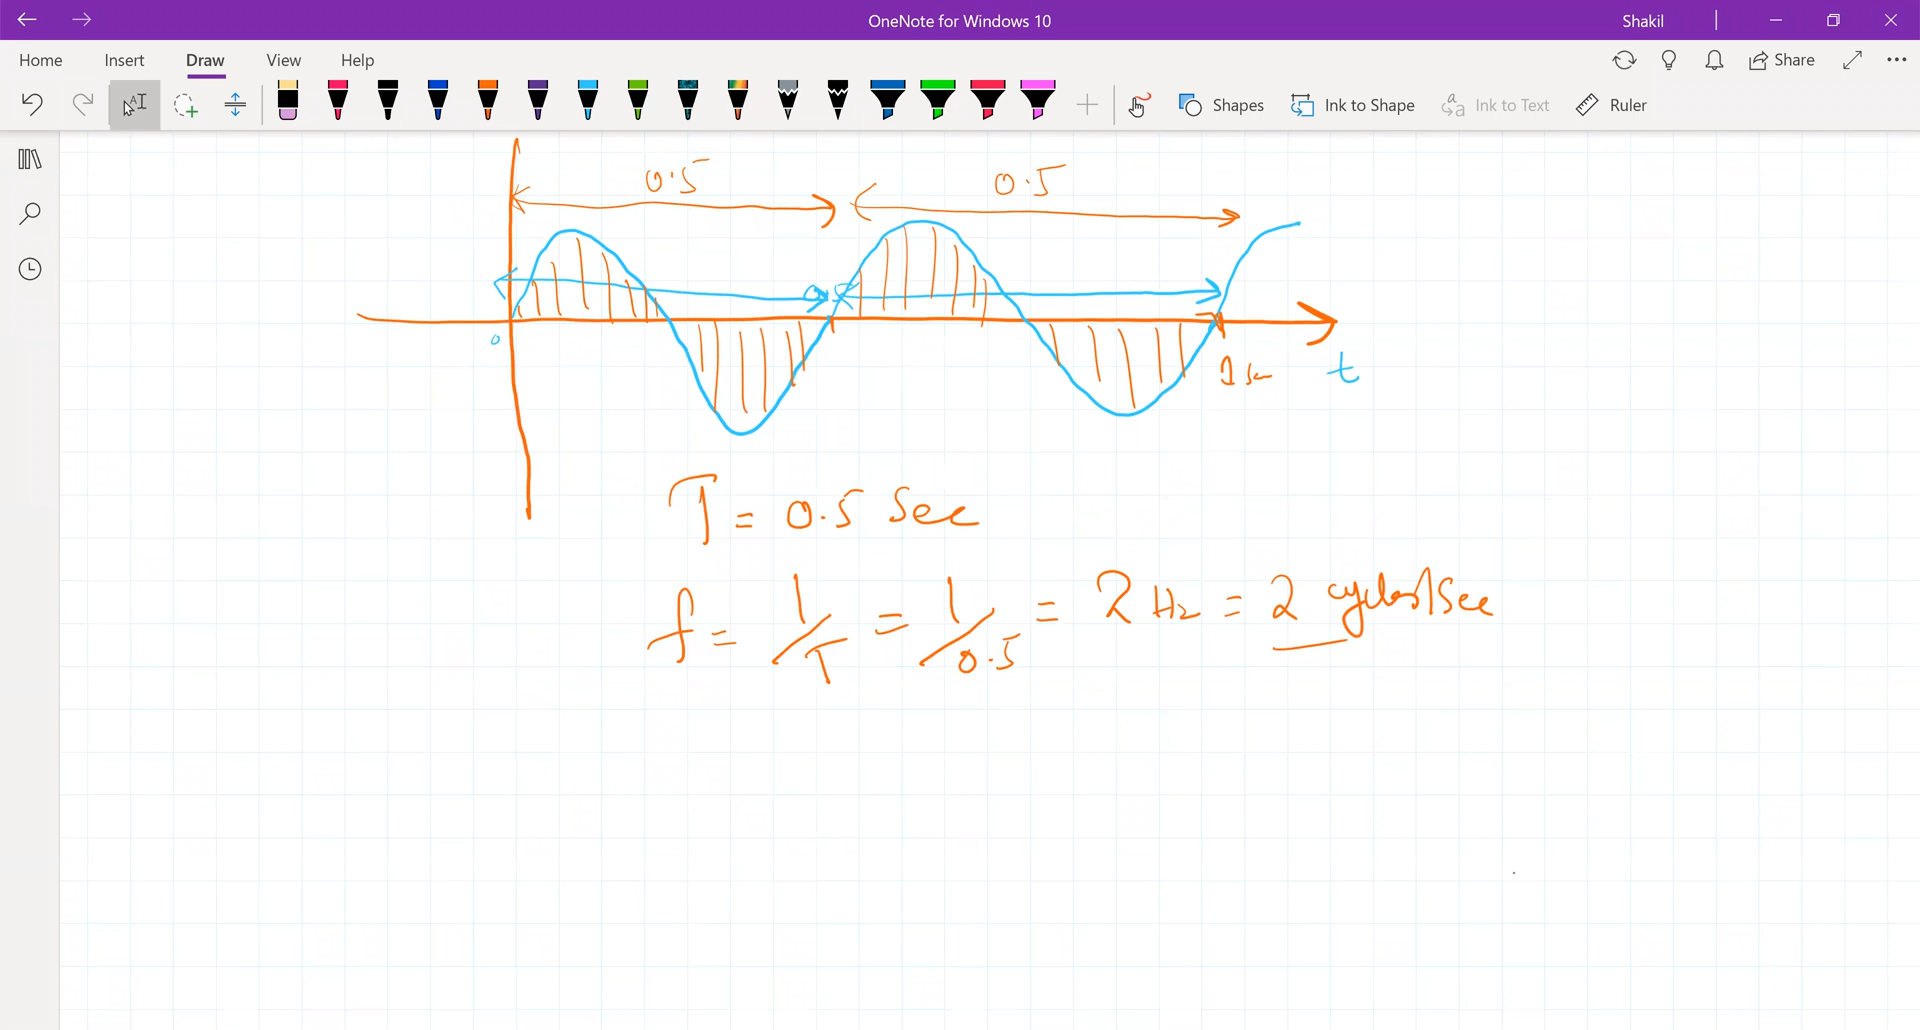 OneNote for Windows 10
Shakil
Home Insert Draw View Help
Share
Shapes Ink to Shape Ink to Text Ruler
0.5 0.5
0.5
0
1 sec t
T = 0.5 Sec
f = 1/T = 1/0.5 = 2 Hz = 2 cycles/Sec